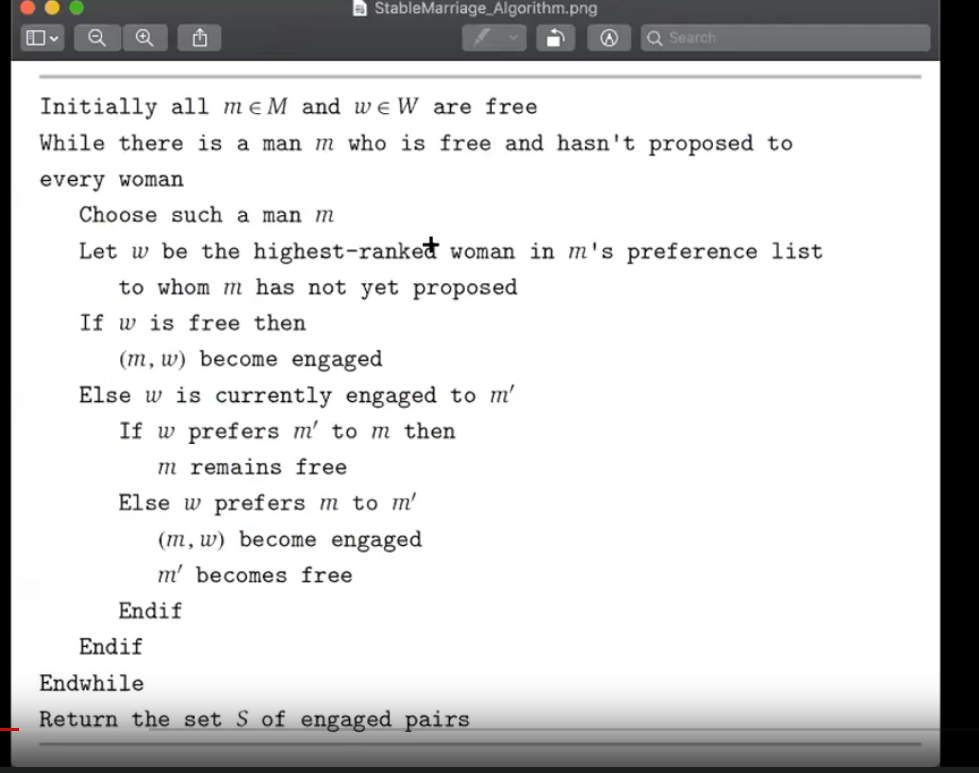 StableMarriage_Algorithm.png
Search
Initially all m ∈ M and w ∈ W are free
While there is a man m who is free and hasn't proposed to
every woman
Choose such a man m
Let w be the highest-ranked woman in m's preference list
to whom m has not yet proposed
If w is free then
(m, w) become engaged
Else w is currently engaged to m′
If w prefers m′ to m then
m remains free
Else w prefers m to m′
(m, w) become engaged
m′ becomes free
Endif
Endif
Endwhile
Return the set S of engaged pairs